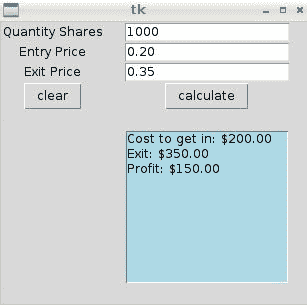 tk
Quantity Shares 1000
Entry Price 0.20
Exit Price 0.35
clear calculate
Cost to get in: $200.00
Exit: $350.00
Profit: $150.00